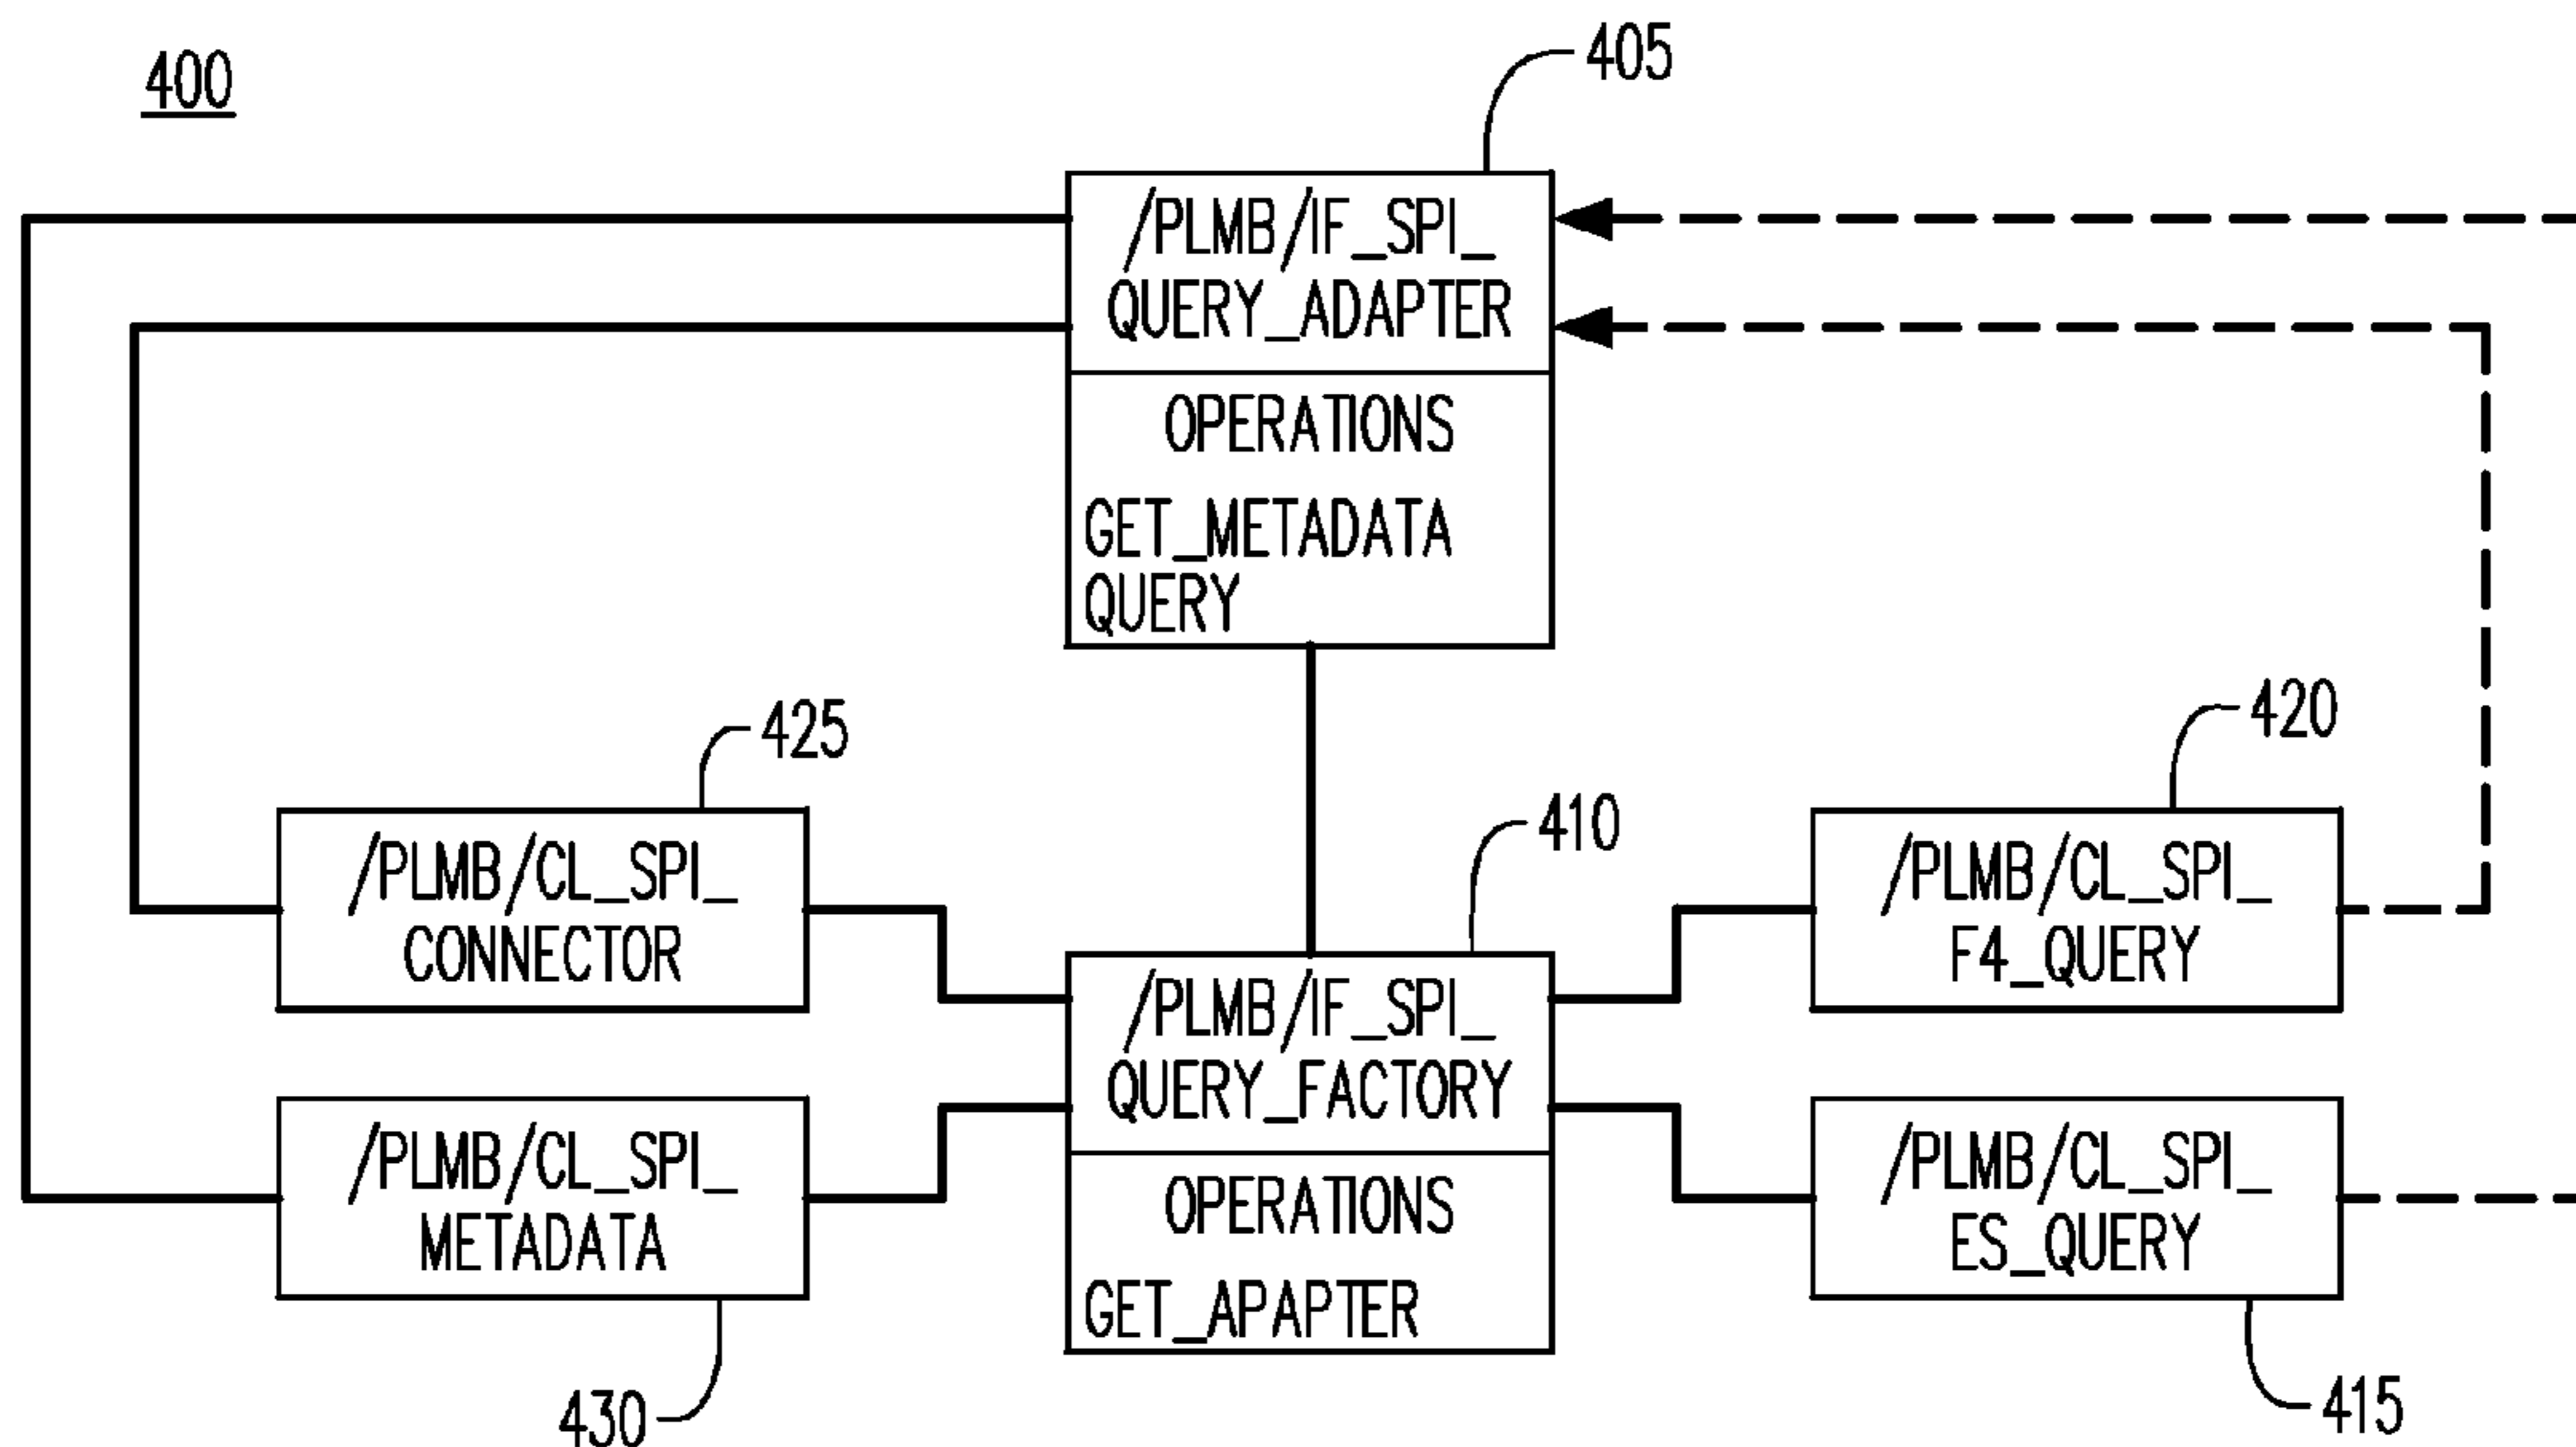 400
405
/PLMB/IF_SPI_
QUERY_ADAPTER
OPERATIONS
GET_METADATA
QUERY
425
/PLMB/CL_SPI_
CONNECTOR
410
/PLMB/IF_SPI_
QUERY_FACTORY
OPERATIONS
GET_APAPTER
420
/PLMB/CL_SPI_
F4_QUERY
/PLMB/CL_SPI_
METADATA
430
/PLMB/CL_SPI_
ES_QUERY
415